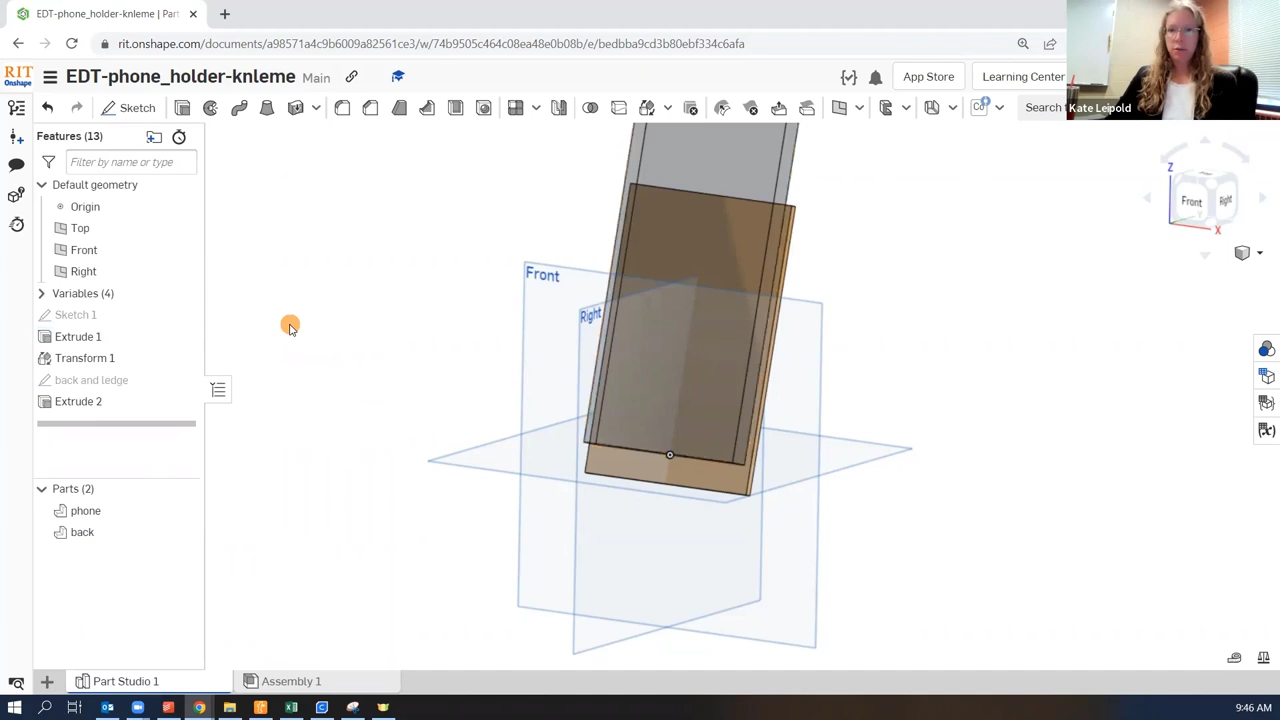 EDT-phone_holder-knleme | Part
rit.onshape.com/documents/a98571a4c9b6009a82561ce3/w/74b95f5c464c08ea48e0b08b/e/bedbba9cd3b80ebf334c6afa
RIT
Onshape
EDT-phone_holder-knleme Main
App Store
Learning Center
Kate Leipold
Sketch
Search
Features (13)
Filter by name or type
Default geometry
Origin
Top
Front
Right
Variables (4)
Sketch 1
Extrude 1
Transform 1
back and ledge
Extrude 2
Parts (2)
phone
back
Front
Right
Z
Front
Right
X
Part Studio 1
Assembly 1
9:46 AM